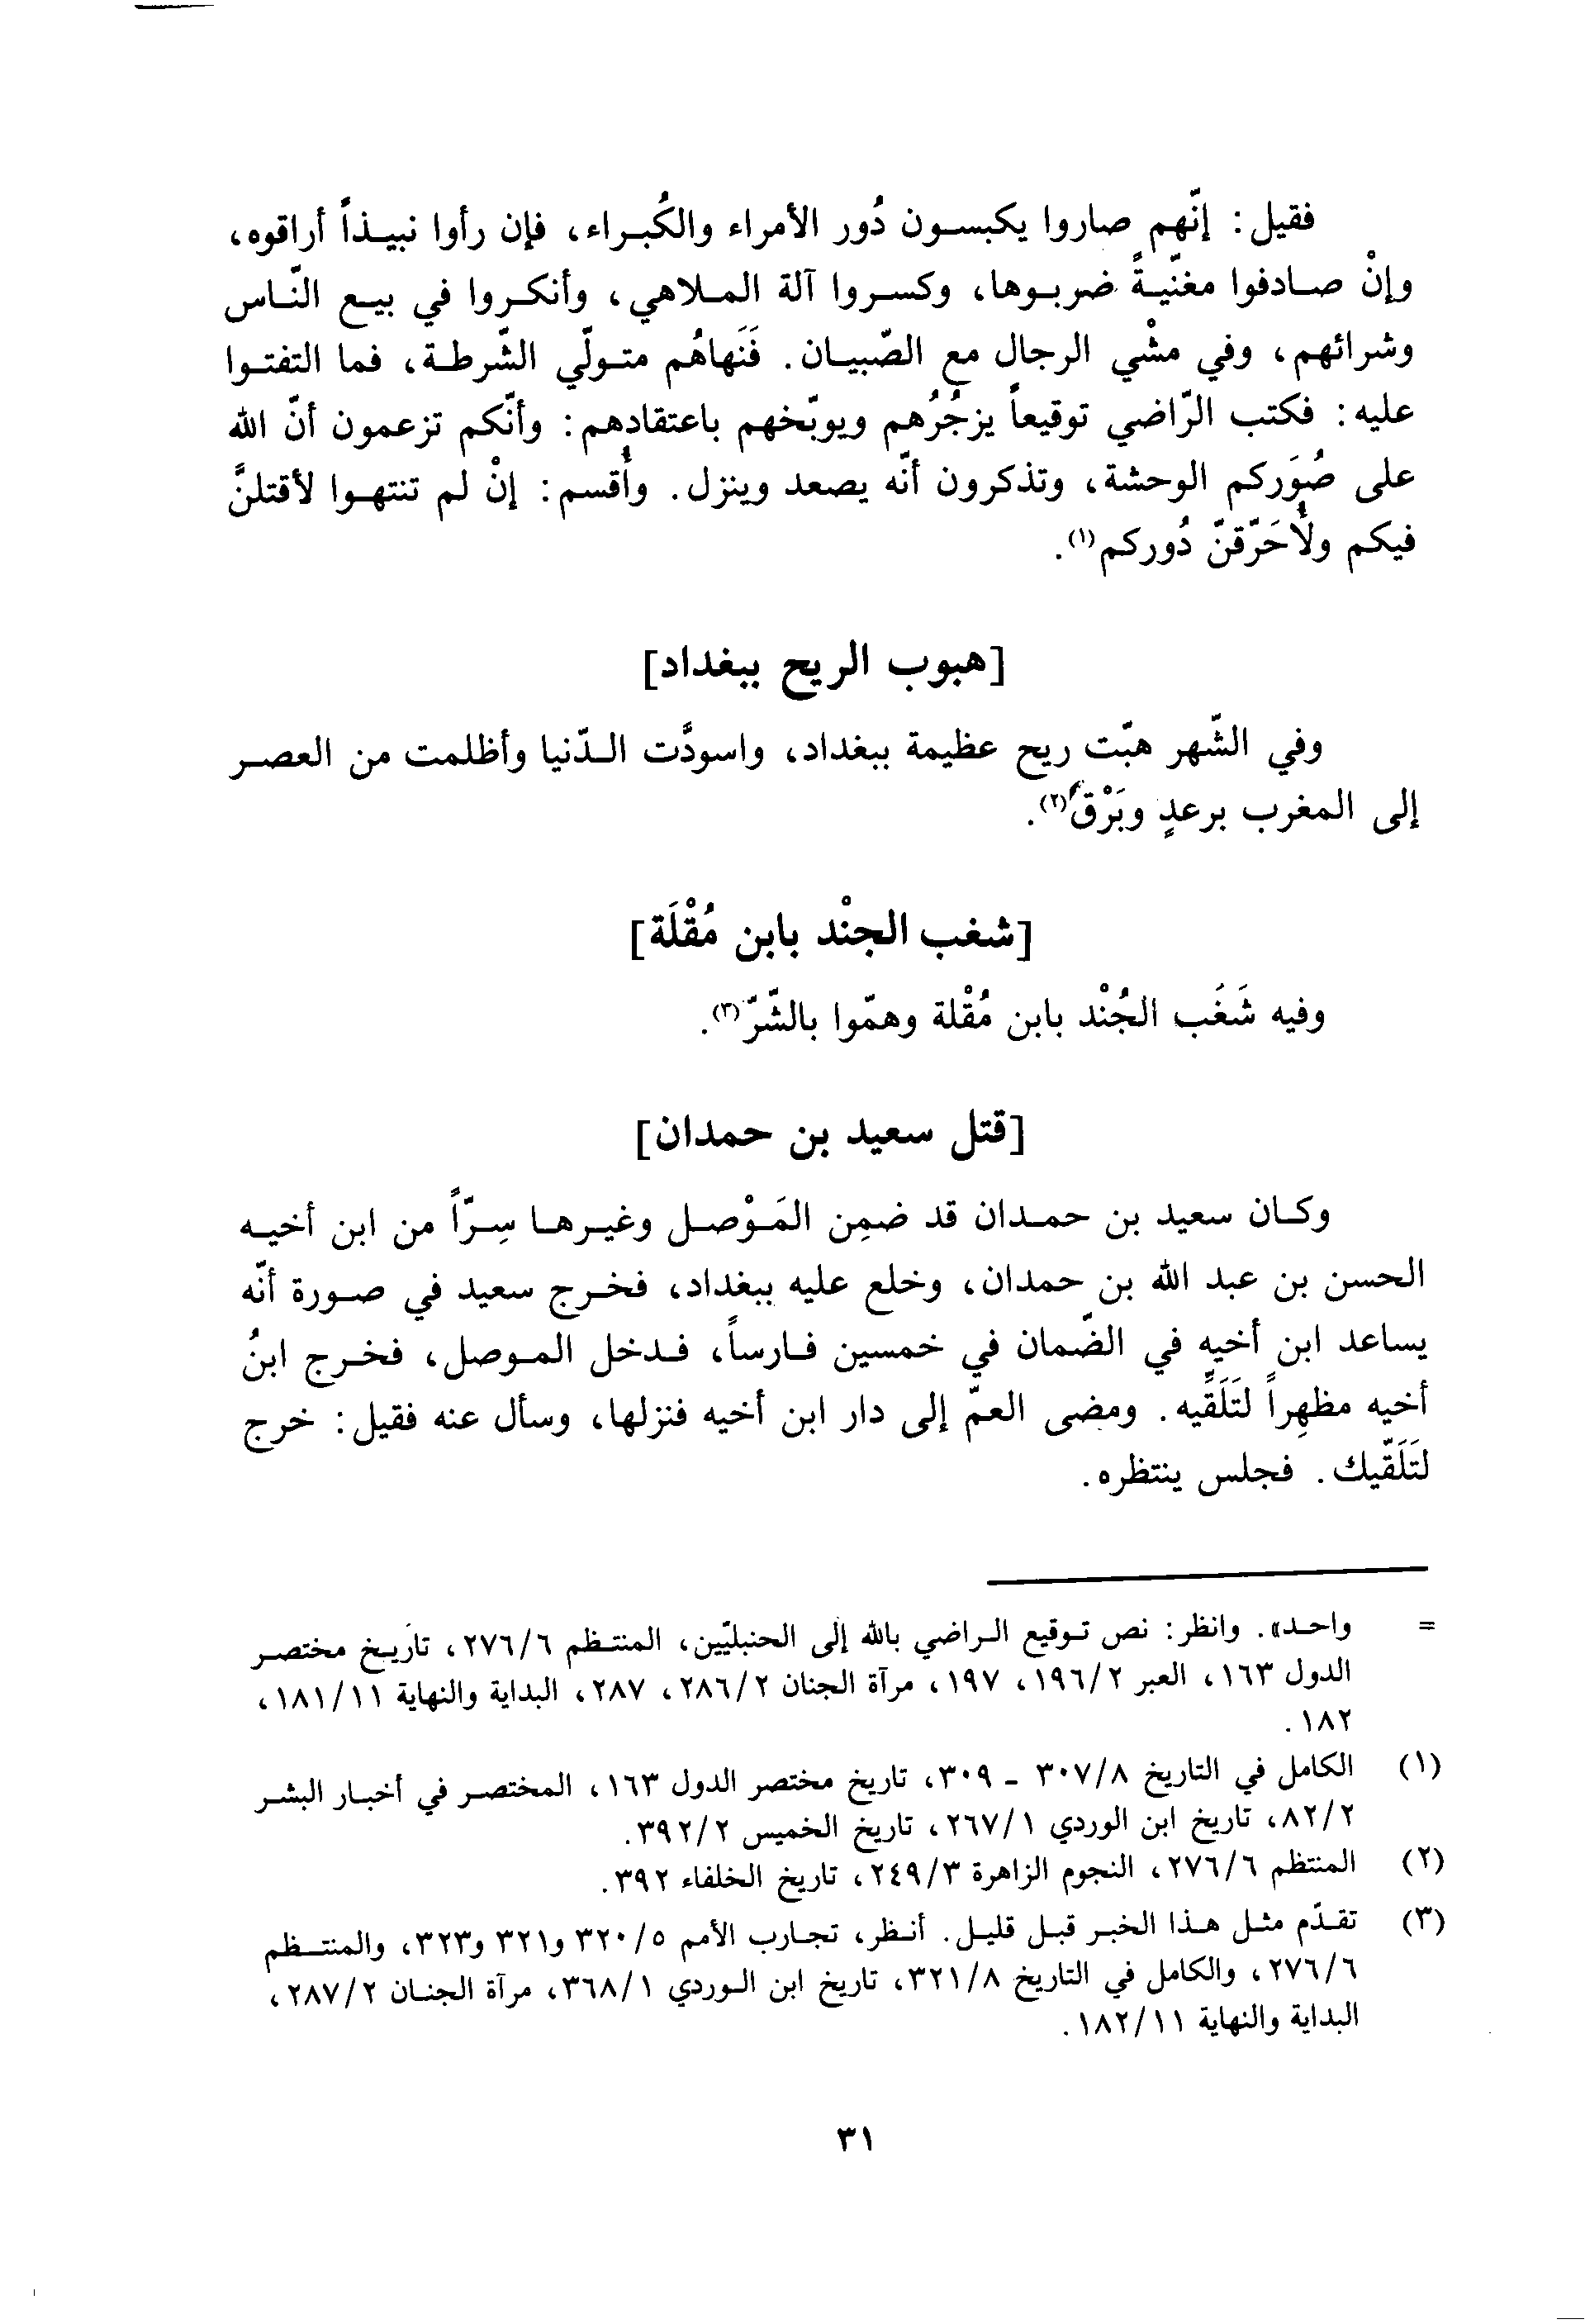 فقيل: إنّهم صاروا يكبسون دُور الأمراء والكُبراء، فإن رأوا نبيذاً أراقوه،
وإنْ صادفوا مغنّيةً ضربوها، وكسروا آلة الملاهي، وأنكروا في بيع النّاس
وشرائهم، وفي مشْي الرجال مع الصّبيان. فَنَهاهُم متولّي الشّرطة، فما التفتوا
عليه: فكتب الرّاضي توقيعاً يزجُرُهم ويوبّخهم باعتقادهم: وأنّكم تزعمون أنّ الله
على صُوَركم الوحشة، وتذكرون أنّه يصعد وينزل. وأُقسم: إنْ لم تنتهوا لأقتلنَّ
فيكم ولأُحَرّقنّ دُوركم(١).
[هبوب الريح ببغداد]
وفي الشّهر هبّت ريح عظيمة ببغداد، واسودَّت الدّنيا وأظلمت من العصر
إلى المغرب برعدٍ وبَرْق(٢).
[شغب الجنْد بابن مُقْلَة]
وفيه شَغَب الجُنْد بابن مُقْلة وهمّوا بالشّرّ(٣).
[قتل سعيد بن حمدان]
وكان سعيد بن حمدان قد ضمِن المَوْصل وغيرها سِرّاً من ابن أخيه
الحسن بن عبد الله بن حمدان، وخلع عليه ببغداد، فخرج سعيد في صورة أنّه
يساعد ابن أخيه في الضّمان في خمسين فارساً، فدخل الموصل، فخرج ابنُ
أخيه مظهِراً لتَلَقِّيه. ومضى العمّ إلى دار ابن أخيه فنزلها، وسأل عنه فقيل: خرج
لتَلَقّيك. فجلس ينتظره.
= واحد». وانظر: نص توقيع الراضي بالله إلى الحنبليّين، المنتظم ٢٧٦/٦، تاريخ مختصر
الدول ١٦٣، العبر ١٩٦/٢، ١٩٧، مرآة الجنان ٢٨٦/٢، ٢٨٧، البداية والنهاية ١٨١/١١،
١٨٢.
(١) الكامل في التاريخ ٣٠٧/٨ ـ ٣٠٩، تاريخ مختصر الدول ١٦٣، المختصر في أخبار البشر
٨٢/٢، تاريخ ابن الوردي ٢٦٧/١، تاريخ الخميس ٣٩٢/٢.
(٢) المنتظم ٢٧٦/٦، النجوم الزاهرة ٢٤٩/٣، تاريخ الخلفاء ٣٩٢.
(٣) تقدّم مثل هذا الخبر قبل قليل. أنظر، تجارب الأمم ٣٢٠/٥ و٣٢١ و٣٢٣، والمنتظم
٢٧٦/٦، والكامل في التاريخ ٣٢١/٨، تاريخ ابن الوردي ٣٦٨/١، مرآة الجنان ٢٨٧/٢،
البداية والنهاية ١٨٢/١١.
٣١